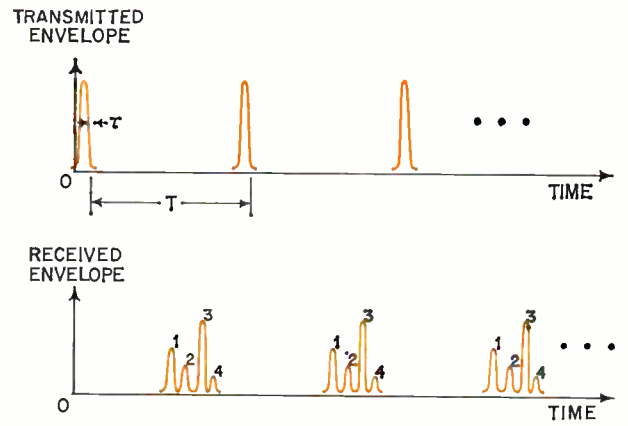 TRANSMITTED
ENVELOPE
τ
0
T
TIME
RECEIVED
ENVELOPE
1 2 3 4
1 2 3 4
1 2 3 4
0
TIME